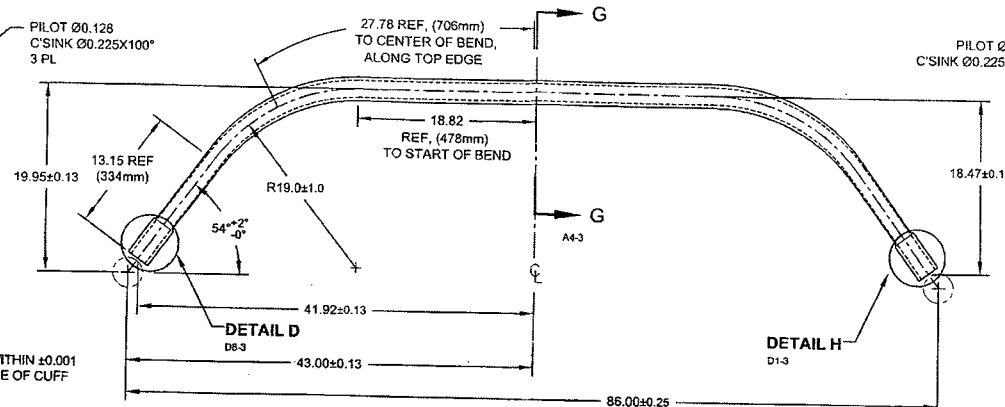 PILOT Ø0.128
C'SINK Ø0.225X100°
3 PL
27.78 REF, (706mm)
TO CENTER OF BEND,
ALONG TOP EDGE
G
PILOT Ø
C'SINK Ø0.225
18.82
REF, (478mm)
TO START OF BEND
13.15 REF
(334mm)
19.95±0.13
R19.0±1.0
54°+2°
-0°
18.47±0.1
G
A4-3
CL
41.92±0.13
DETAIL D
D8-3
43.00±0.13
DETAIL H
D1-3
ITHIN ±0.001
E OF CUFF
86.00±0.25